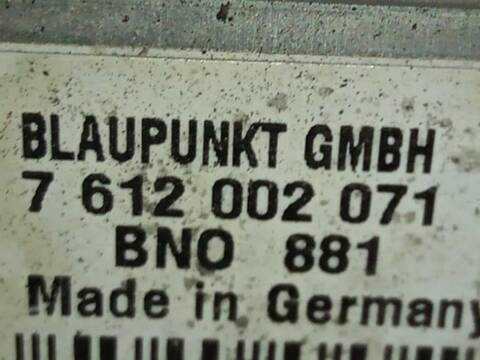 BLAUPUNKT GMBH
7 612 002 071
BNO 881
Made in Germany